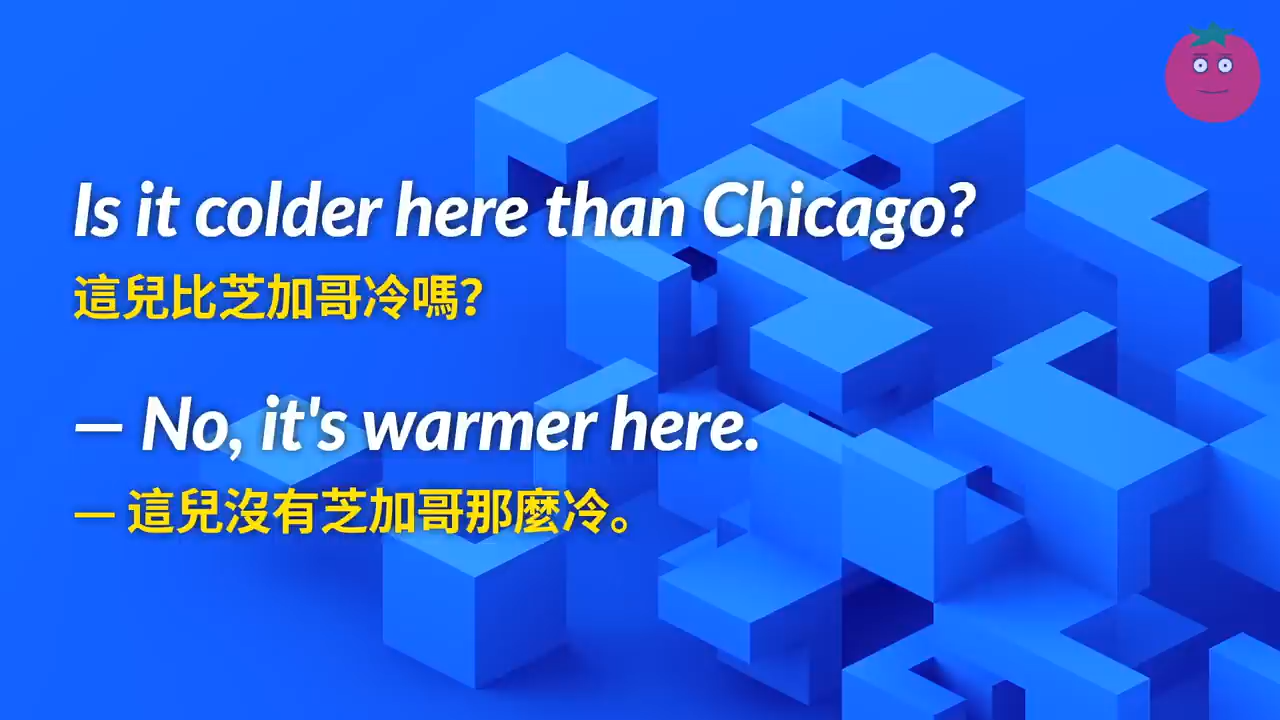 Is it colder here than Chicago?
這兒比芝加哥冷嗎?
— No, it's warmer here.
— 這兒沒有芝加哥那麼冷。